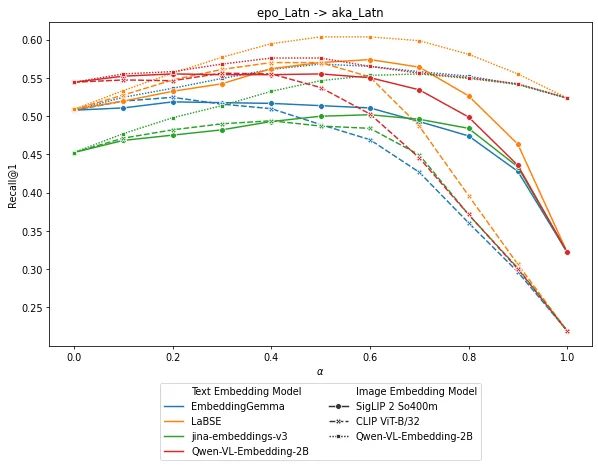 epo_Latn -> aka_Latn
Recall@1
0.60
0.55
0.50
0.45
0.40
0.35
0.30
0.25
0.0
0.2
0.4
0.6
0.8
1.0
α
Text Embedding Model
EmbeddingGemma
LaBSE
jina-embeddings-v3
Qwen-VL-Embedding-2B
Image Embedding Model
SigLIP 2 So400m
CLIP ViT-B/32
Qwen-VL-Embedding-2B